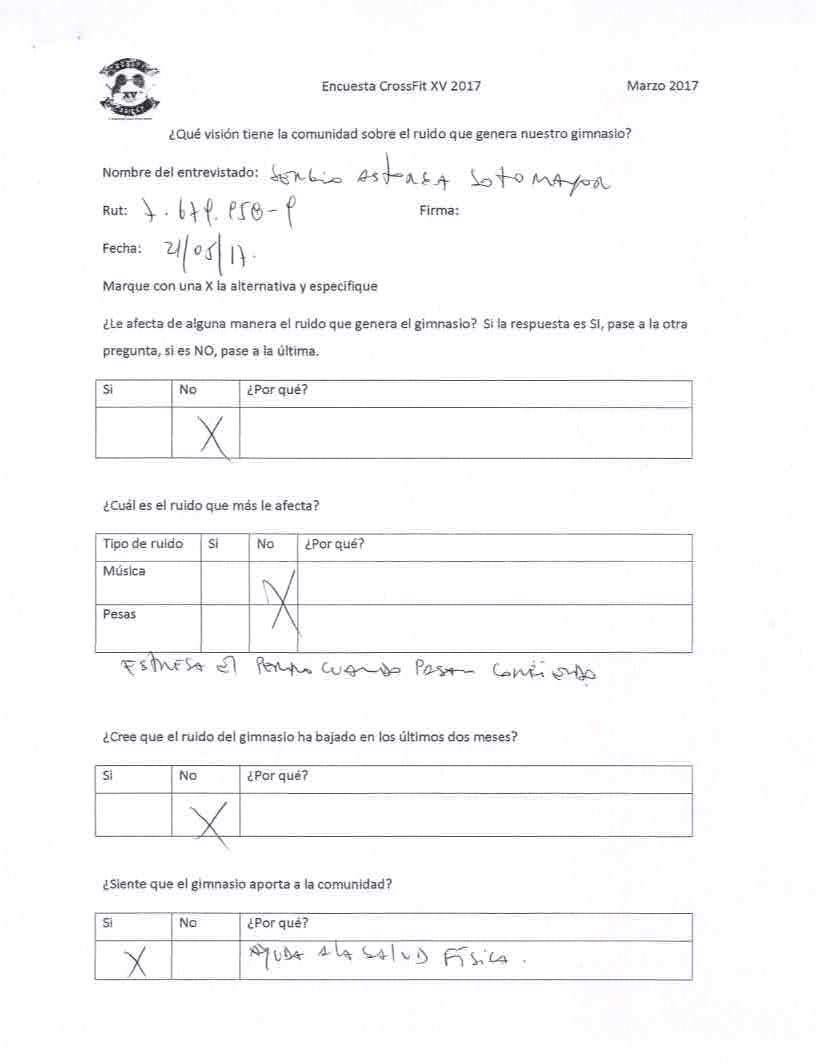 XV
Encuesta CrossFit XV 2017 Marzo 2017
¿Qué visión tiene la comunidad sobre el ruido que genera nuestro gimnasio?
Nombre del entrevistado: Sergio Astorga Sotomayor
Rut: Firma:
Fecha: 21/05/17.
Marque con una X la alternativa y especifique
¿Le afecta de alguna manera el ruido que genera el gimnasio? Si la respuesta es SI, pase a la otra
pregunta, si es NO, pase a la última.
Si No ¿Por qué?
X
¿Cuál es el ruido que más le afecta?
Tipo de ruido Si No ¿Por qué?
Música
X
Pesas
Estresa el perro cuando pasan corriendo
¿Cree que el ruido del gimnasio ha bajado en los últimos dos meses?
Si No ¿Por qué?
X
¿Siente que el gimnasio aporta a la comunidad?
Si No ¿Por qué?
X Ayuda a la salud física.